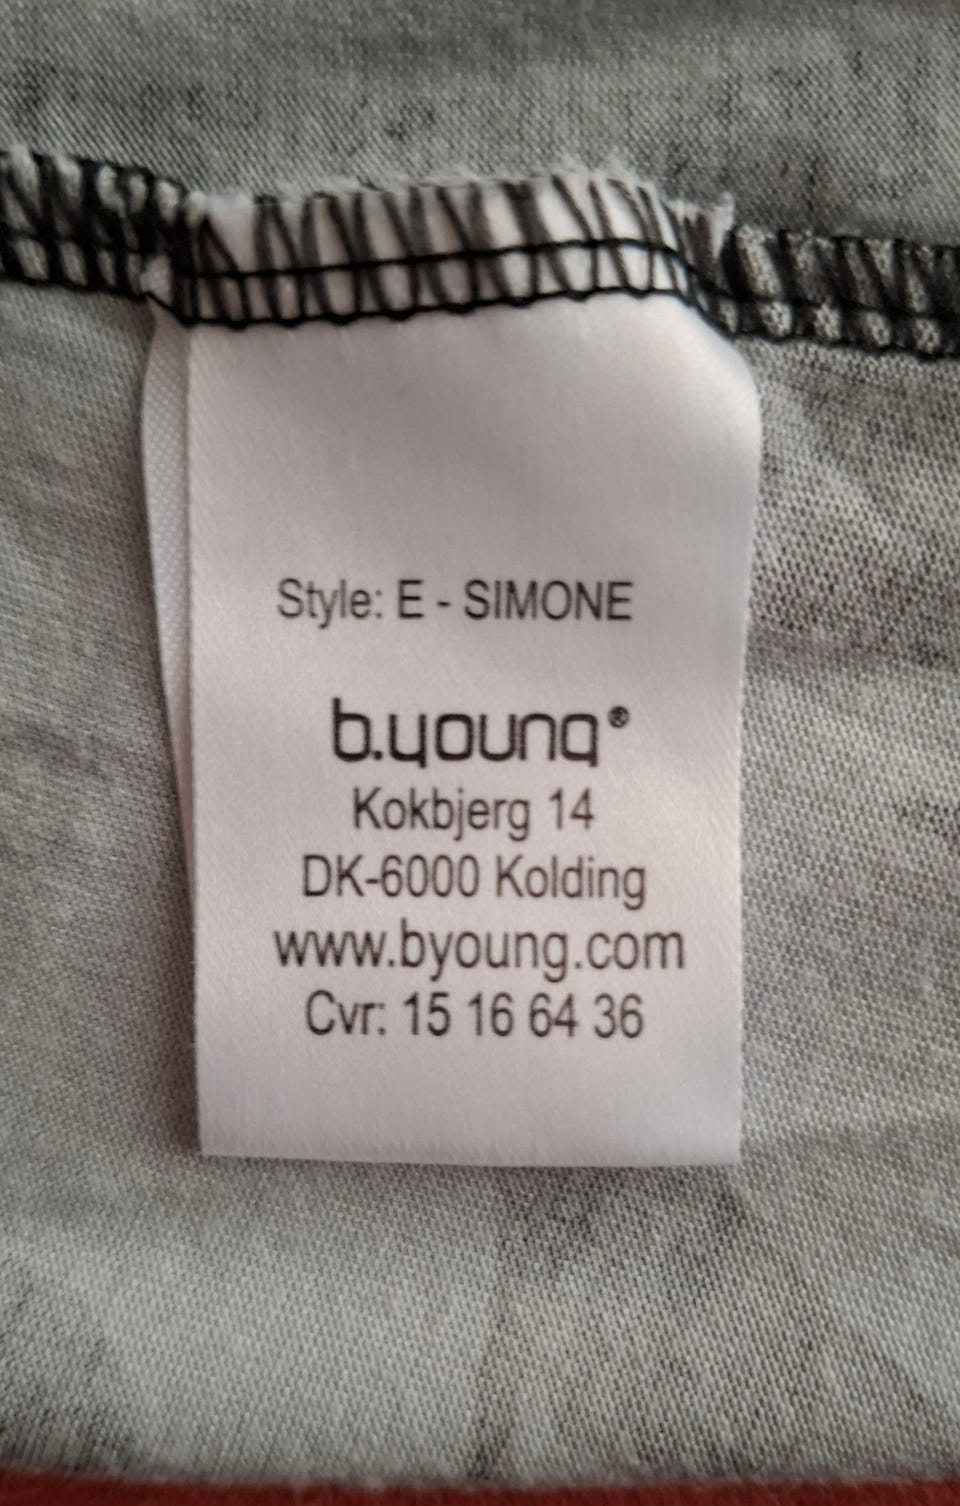 Style: E - SIMONE
b.young®
Kokbjerg 14
DK-6000 Kolding
www.byoung.com
Cvr: 15 16 64 36